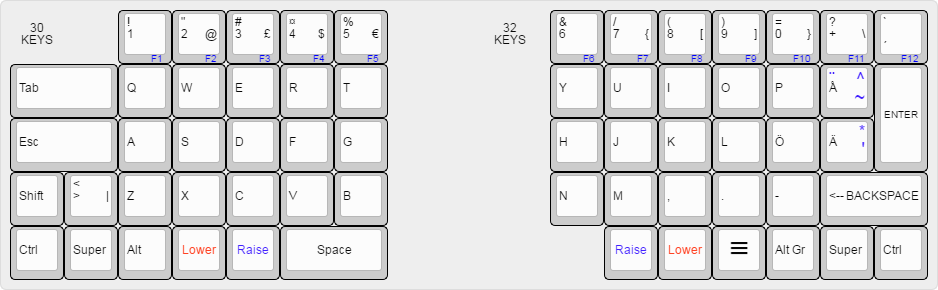 30 KEYS
32 KEYS
! 1 F1
" 2 @ F2
# 3 £ F3
¤ 4 $ F4
% 5 € F5
& 6 F6
/ 7 { F7
( 8 [ F8
) 9 ] F9
= 0 } F10
? + \ F11
` ´ F12
Tab Q W E R T
Y U I O P
¨ ^ Å ~
ENTER
Esc A S D F G
H J K L Ö
* Ä '
Shift
< > |
Z X C V B
N M , . -
<-- BACKSPACE
Ctrl Super Alt Lower Raise Space
Raise Lower Alt Gr Super Ctrl